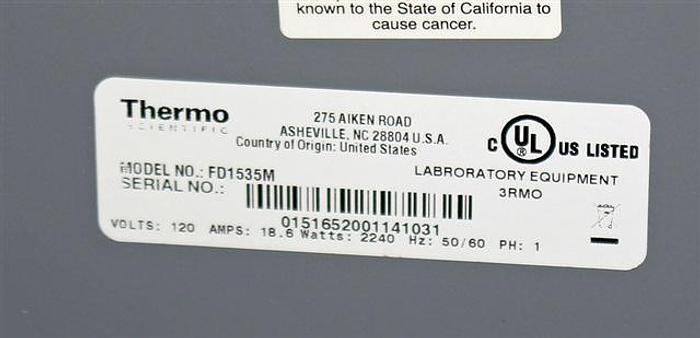 known to the State of California to
cause cancer.
Thermo
SCIENTIFIC
275 AIKEN ROAD
ASHEVILLE, NC 28804 U.S.A.
Country of Origin: United States
C UL US LISTED
LABRORATORY EQUIPMENT
3RMO
MODEL NO.: FD1535M
SERIAL NO.:
0151652001141031
VOLTS: 120 AMPS: 18.6 Watts: 2240 Hz: 50/60 PH: 1